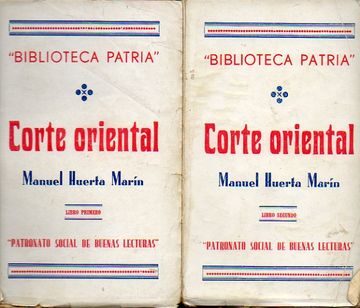 "BIBLIOTECA PATRIA"
Corte oriental
Manuel Huerta Marín
LIBRO PRIMERO
"PATRONATO SOCIAL DE BUENAS LECTURAS"
"BIBLIOTECA PATRIA"
Corte oriental
Manuel Huerta Marín
LIBRO SEGUNDO
"PATRONATO SOCIAL DE BUENAS LECTURAS"